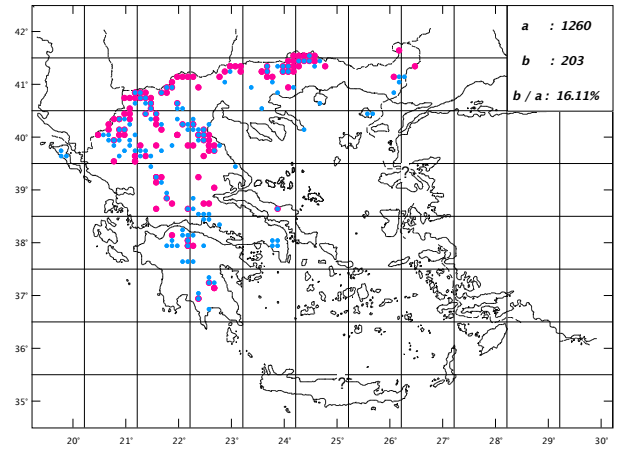 a : 1260
b : 203
b / a : 16.11%
42'
41'
40'
39'
38'
37'
36'
35'
?
?
20' 21' 22' 23' 24' 25' 26' 27' 28' 29' 30'